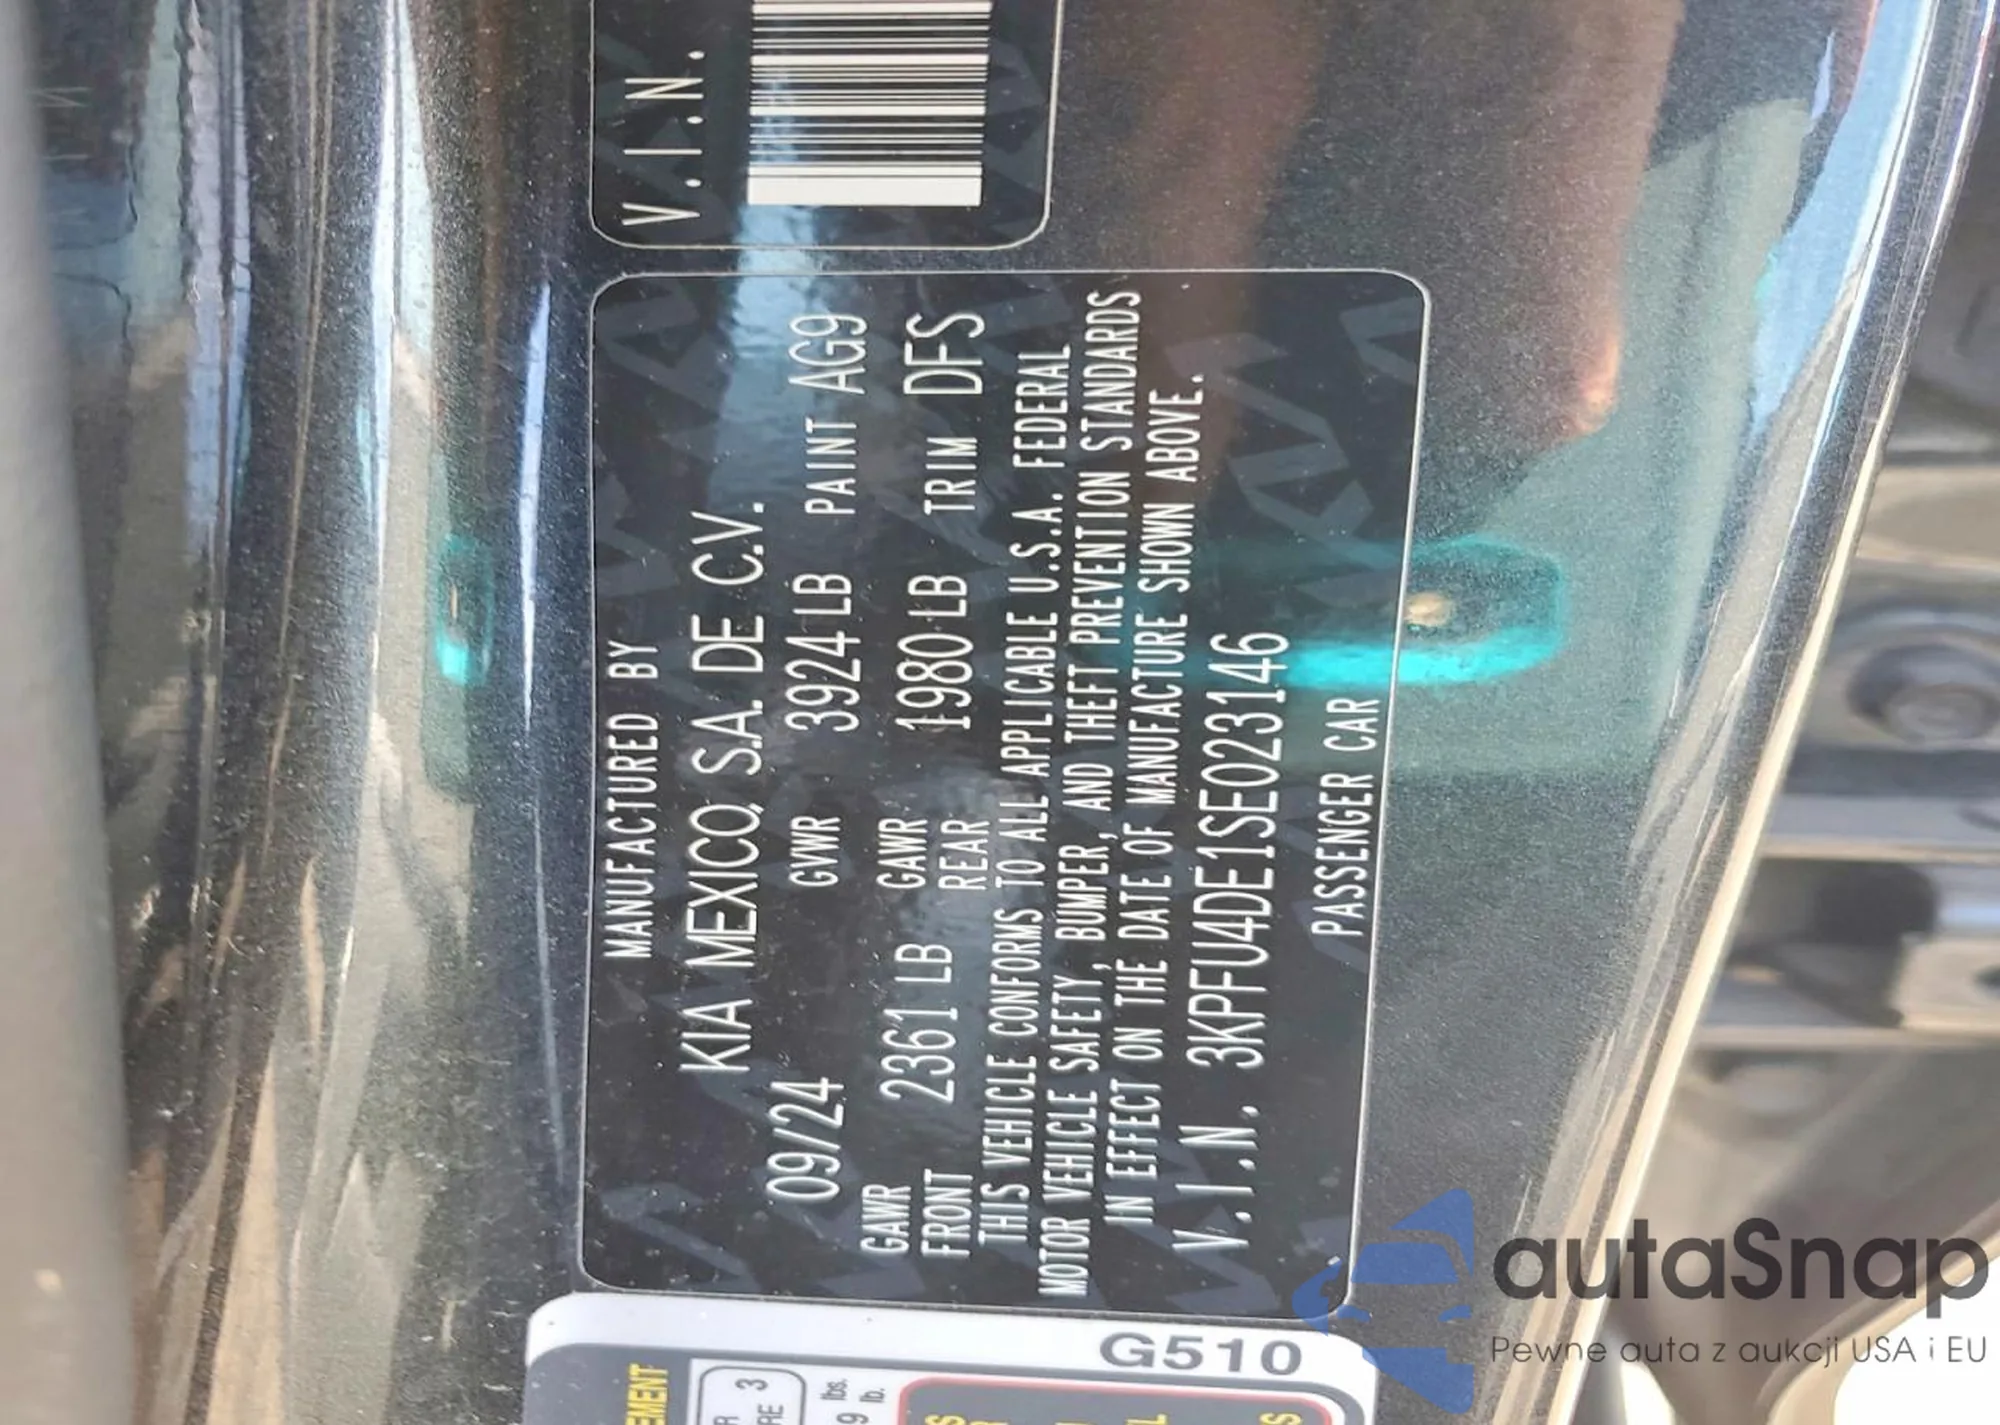 V.I.N.
MANUFACTURED BY
KIA MEXICO, S.A. DE C.V.
09/24 GVWR 3924 LB PAINT AG9
GAWR FRONT 2361 LB GAWR REAR 1980 LB TRIM DFS
THIS VEHICLE CONFORMS TO ALL APPLICABLE U.S.A. FEDERAL
MOTOR VEHICLE SAFETY, BUMPER, AND THEFT PREVENTION STANDARDS
IN EFFECT ON THE DATE OF MANUFACTURE SHOWN ABOVE.
V.I.N. 3KPFU4DE1SE023146
PASSENGER CAR
G510
autaSnap
Pewne auta z aukcji USA i EU